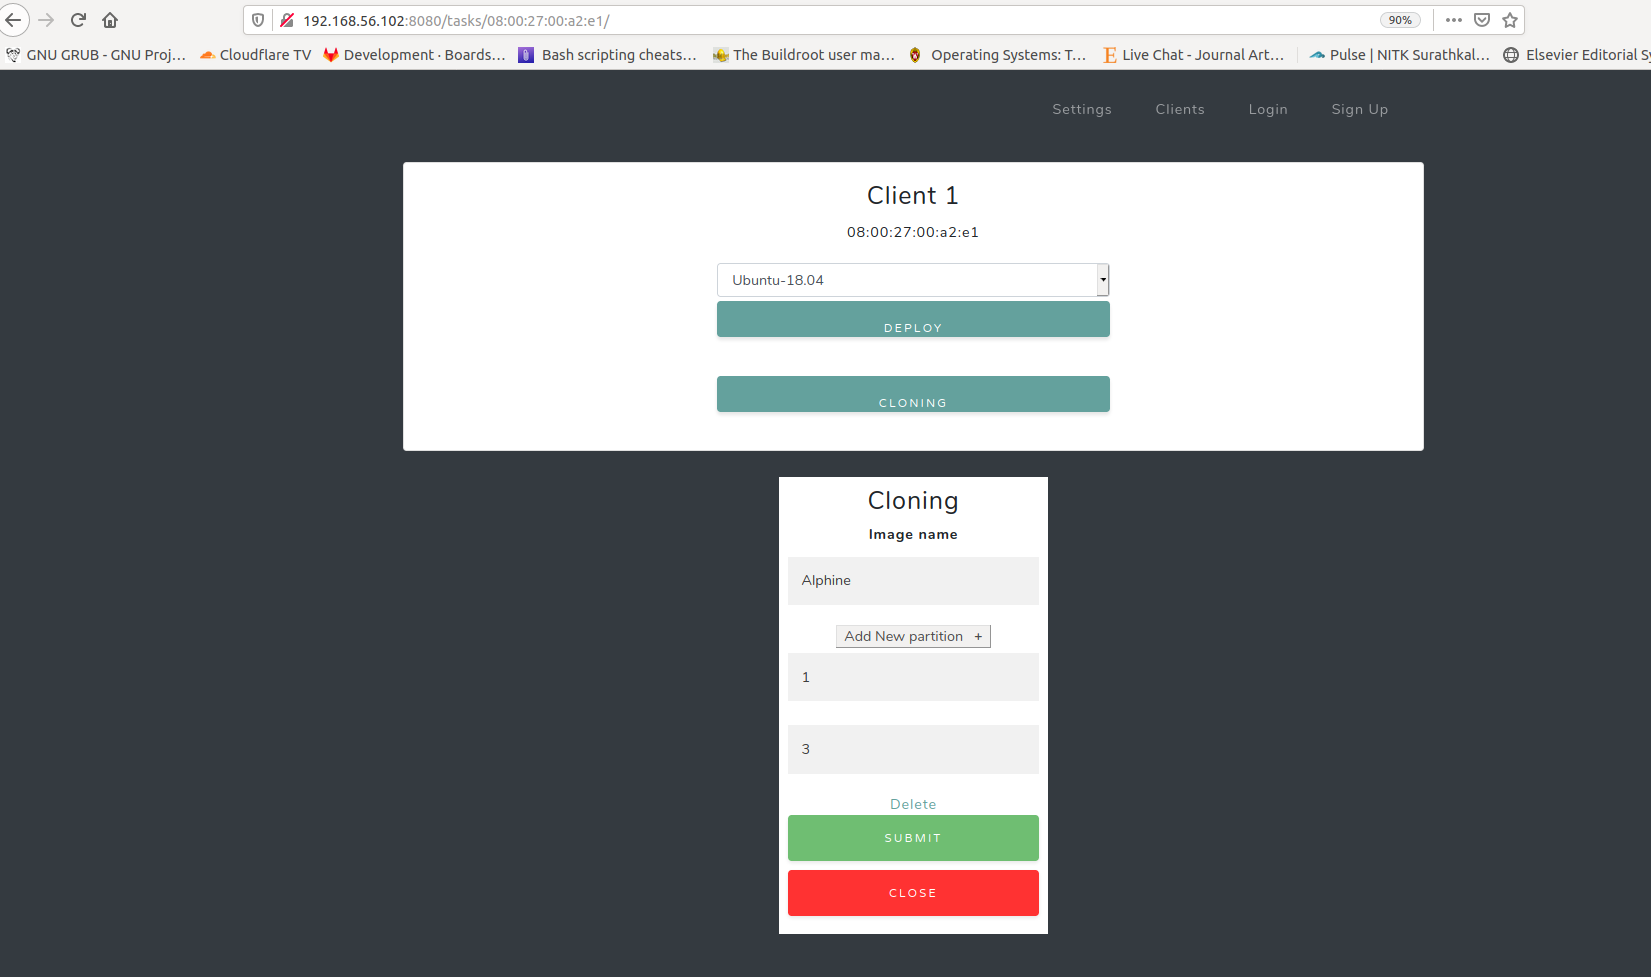 192.168.56.102:8080/tasks/08:00:27:00:a2:e1/ 90%
GNU GRUB - GNU Proj... Cloudflare TV Development · Boards... Bash scripting cheats... The Buildroot user ma... Operating Systems: T... Live Chat - Journal Art... Pulse | NITK Surathkal... Elsevier Editorial Sy
Settings Clients Login Sign Up
Client 1
08:00:27:00:a2:e1
Ubuntu-18.04
DEPLOY
CLONING
Cloning
Image name
Alphine
Add New partition +
1
3
Delete
SUBMIT
CLOSE